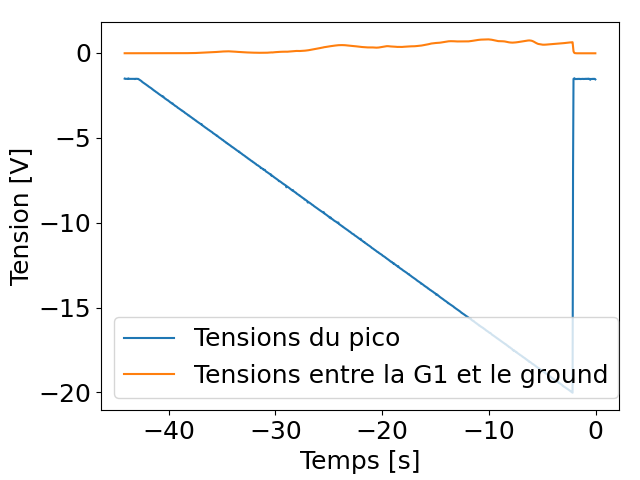 0
−5
−10
−15
−20
Tension [V]
Tensions du pico
Tensions entre la G1 et le ground
−40 −30 −20 −10 0
Temps [s]